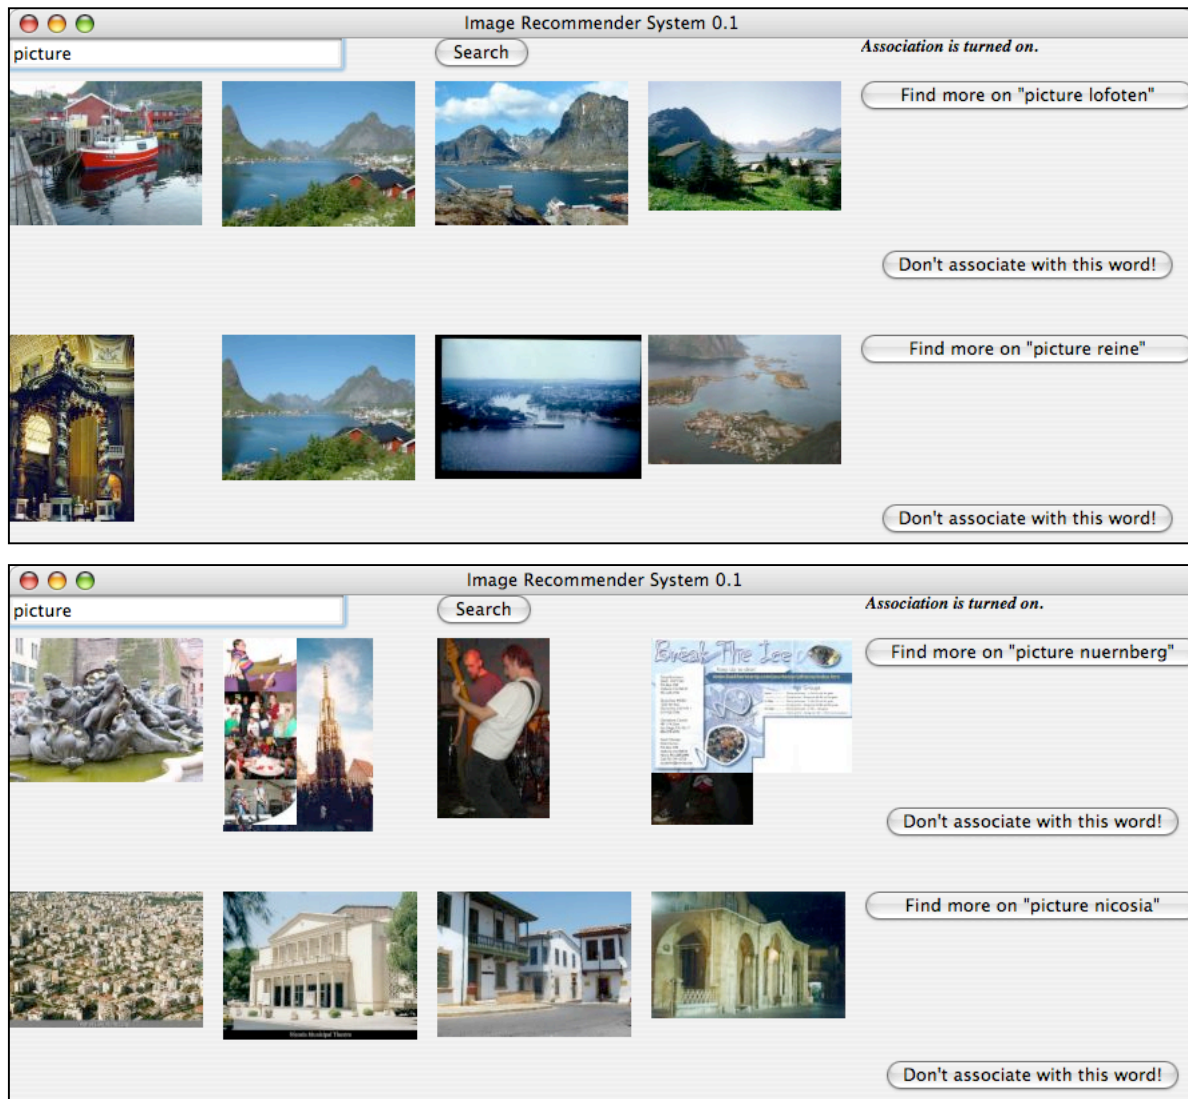 Image Recommender System 0.1
picture
Search
Association is turned on.
Find more on "picture lofoten"
Don't associate with this word!
Find more on "picture reine"
Don't associate with this word!
Image Recommender System 0.1
picture
Search
Association is turned on.
Break The Ice
Find more on "picture nuernberg"
Don't associate with this word!
Find more on "picture nicosia"
Don't associate with this word!